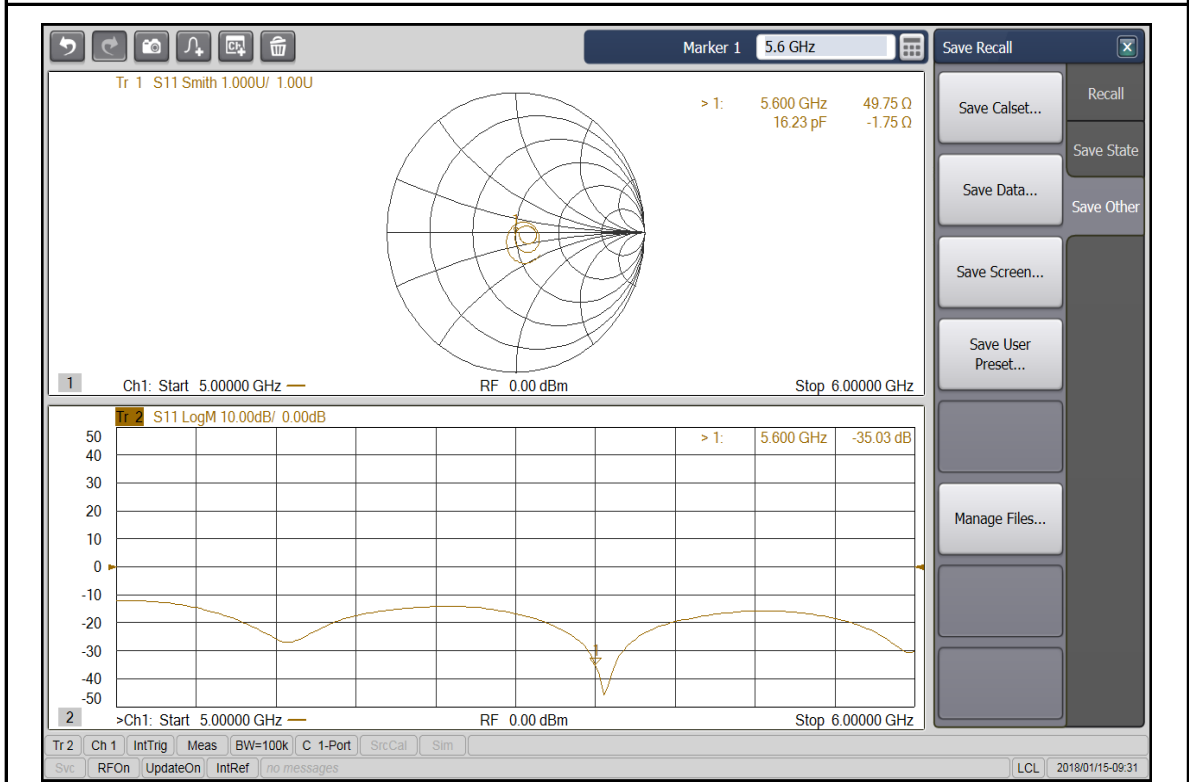 Ch+
Marker 1 5.6 GHz
Save Recall
Tr 1 S11 Smith 1.000U/ 1.00U
> 1: 5.600 GHz 49.75 Ω
16.23 pF -1.75 Ω
1
Ch1: Start 5.00000 GHz — RF 0.00 dBm Stop 6.00000 GHz
Tr 2 S11 LogM 10.00dB/ 0.00dB
> 1: 5.600 GHz -35.03 dB
50
40
30
20
10
0
-10
-20
-30
-40
-50
1
2
>Ch1: Start 5.00000 GHz — RF 0.00 dBm Stop 6.00000 GHz
Save Calset...
Save Data...
Save Screen...
Save User
Preset...
Manage Files...
Recall
Save State
Save Other
Tr 2 Ch 1 IntTrig Meas BW=100k C 1-Port SrcCal Sim
Svc RFOn UpdateOn IntRef no messages LCL 2018/01/15-09:31